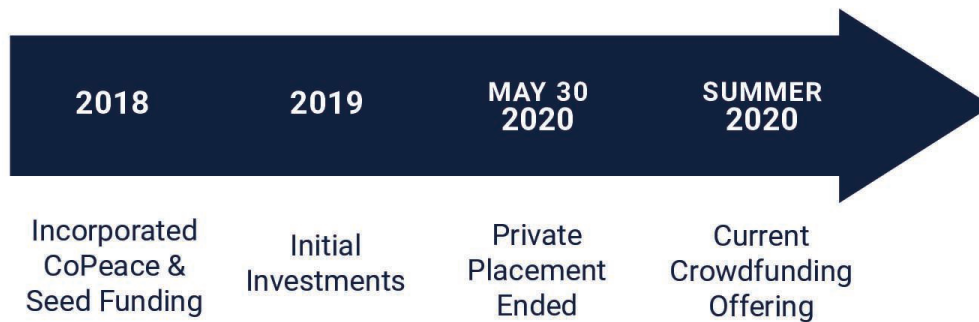 2018
2019
MAY 30
2020
SUMMER
2020
Incorporated
CoPeace &
Seed Funding
Initial
Investments
Private
Placement
Ended
Current
Crowdfunding
Offering